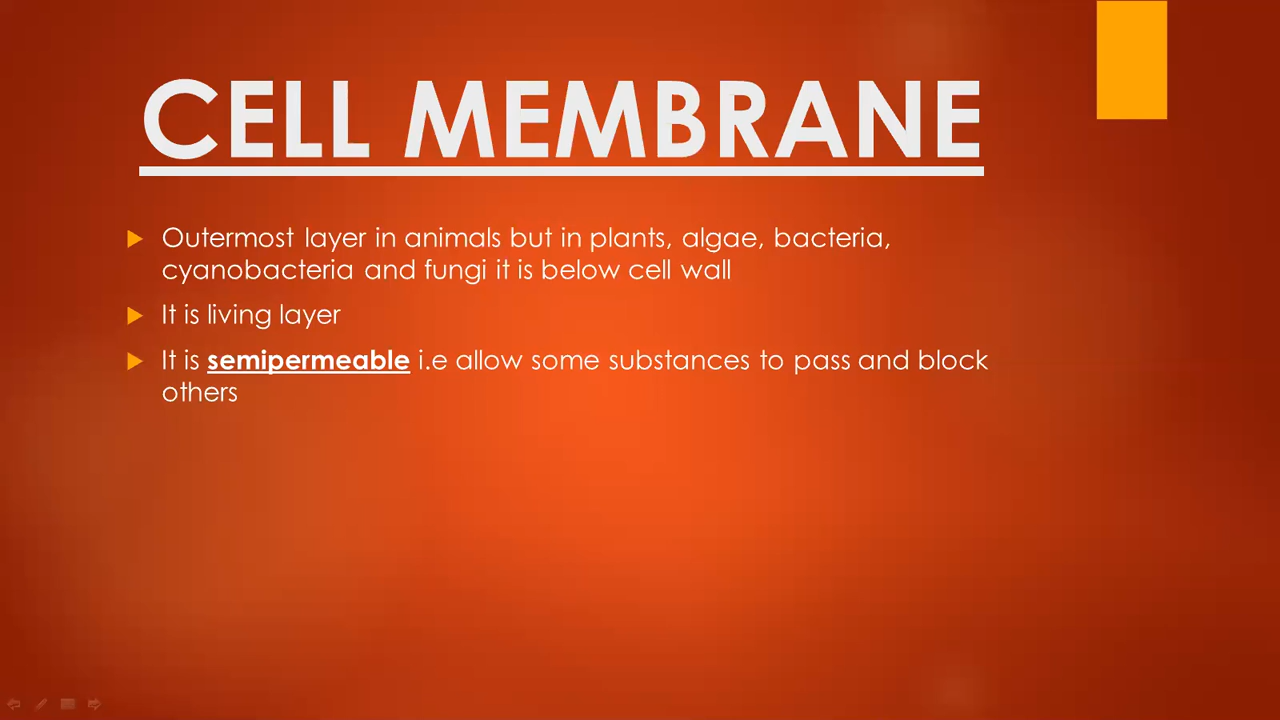 CELL MEMBRANE
Outermost layer in animals but in plants, algae, bacteria,
cyanobacteria and fungi it is below cell wall
It is living layer
It is semipermeable i.e allow some substances to pass and block
others